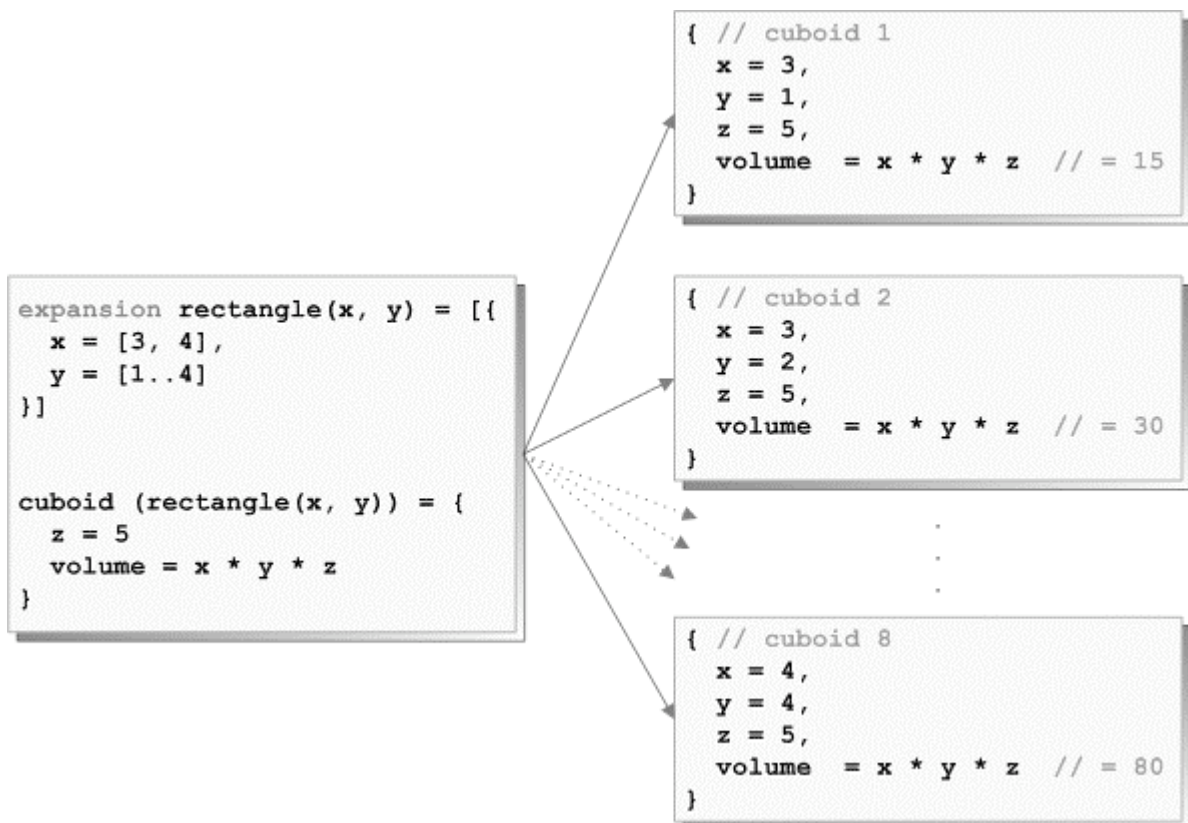 expansion rectangle(x, y) = [{
x = [3, 4],
y = [1..4]
}]
cuboid (rectangle(x, y)) = {
z = 5
volume = x * y * z
}
{ // cuboid 1
x = 3,
y = 1,
z = 5,
volume = x * y * z // = 15
}
{ // cuboid 2
x = 3,
y = 2,
z = 5,
volume = x * y * z // = 30
}
.
.
.
{ // cuboid 8
x = 4,
y = 4,
z = 5,
volume = x * y * z // = 80
}